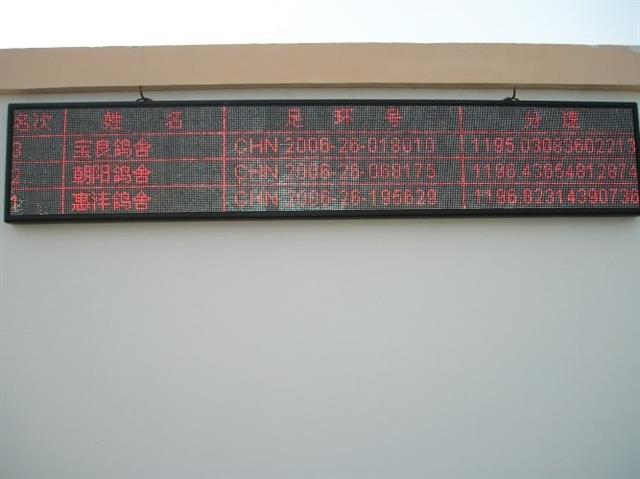 名次 姓 名 足 环 号 分 速
3 宝良鸽舍 CHN 2006-26-018010 1195.03083602213
2 朝阳鸽舍 CHN 2006-26-068175 1196.43854812874
1 惠洋鸽舍 CHN 2006-26-195629 1196.82314390736